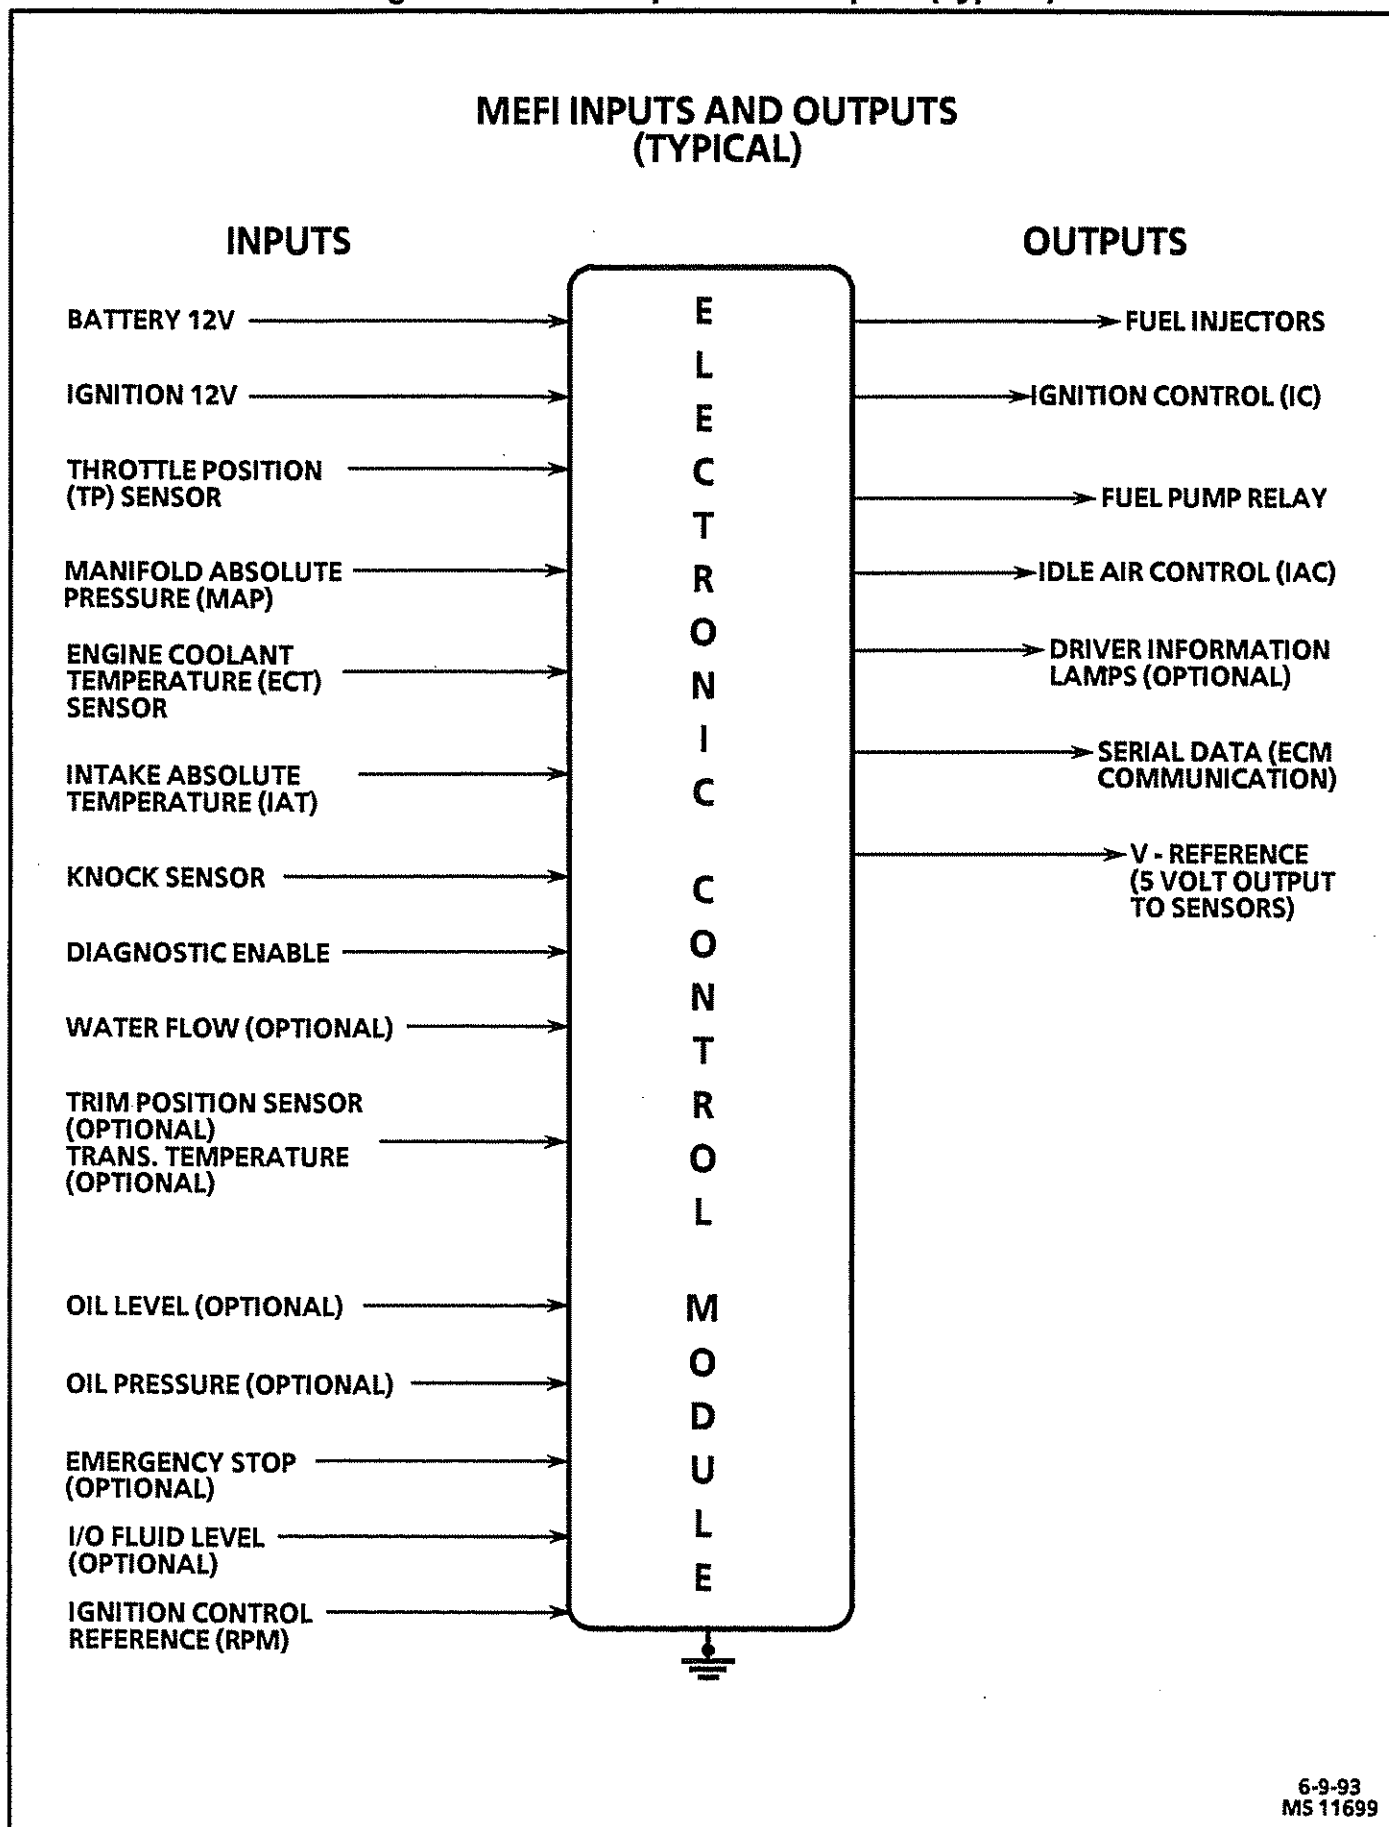 MEFI INPUTS AND OUTPUTS
(TYPICAL)
INPUTS
OUTPUTS
BATTERY 12V
IGNITION 12V
THROTTLE POSITION
(TP) SENSOR
MANIFOLD ABSOLUTE
PRESSURE (MAP)
ENGINE COOLANT
TEMPERATURE (ECT)
SENSOR
INTAKE ABSOLUTE
TEMPERATURE (IAT)
KNOCK SENSOR
DIAGNOSTIC ENABLE
WATER FLOW (OPTIONAL)
TRIM POSITION SENSOR
(OPTIONAL)
TRANS. TEMPERATURE
(OPTIONAL)
OIL LEVEL (OPTIONAL)
OIL PRESSURE (OPTIONAL)
EMERGENCY STOP
(OPTIONAL)
I/O FLUID LEVEL
(OPTIONAL)
IGNITION CONTROL
REFERENCE (RPM)
ELECTRONIC CONTROL MODULE
FUEL INJECTORS
IGNITION CONTROL (IC)
FUEL PUMP RELAY
IDLE AIR CONTROL (IAC)
DRIVER INFORMATION
LAMPS (OPTIONAL)
SERIAL DATA (ECM
COMMUNICATION)
V - REFERENCE
(5 VOLT OUTPUT
TO SENSORS)
6-9-93
MS 11699